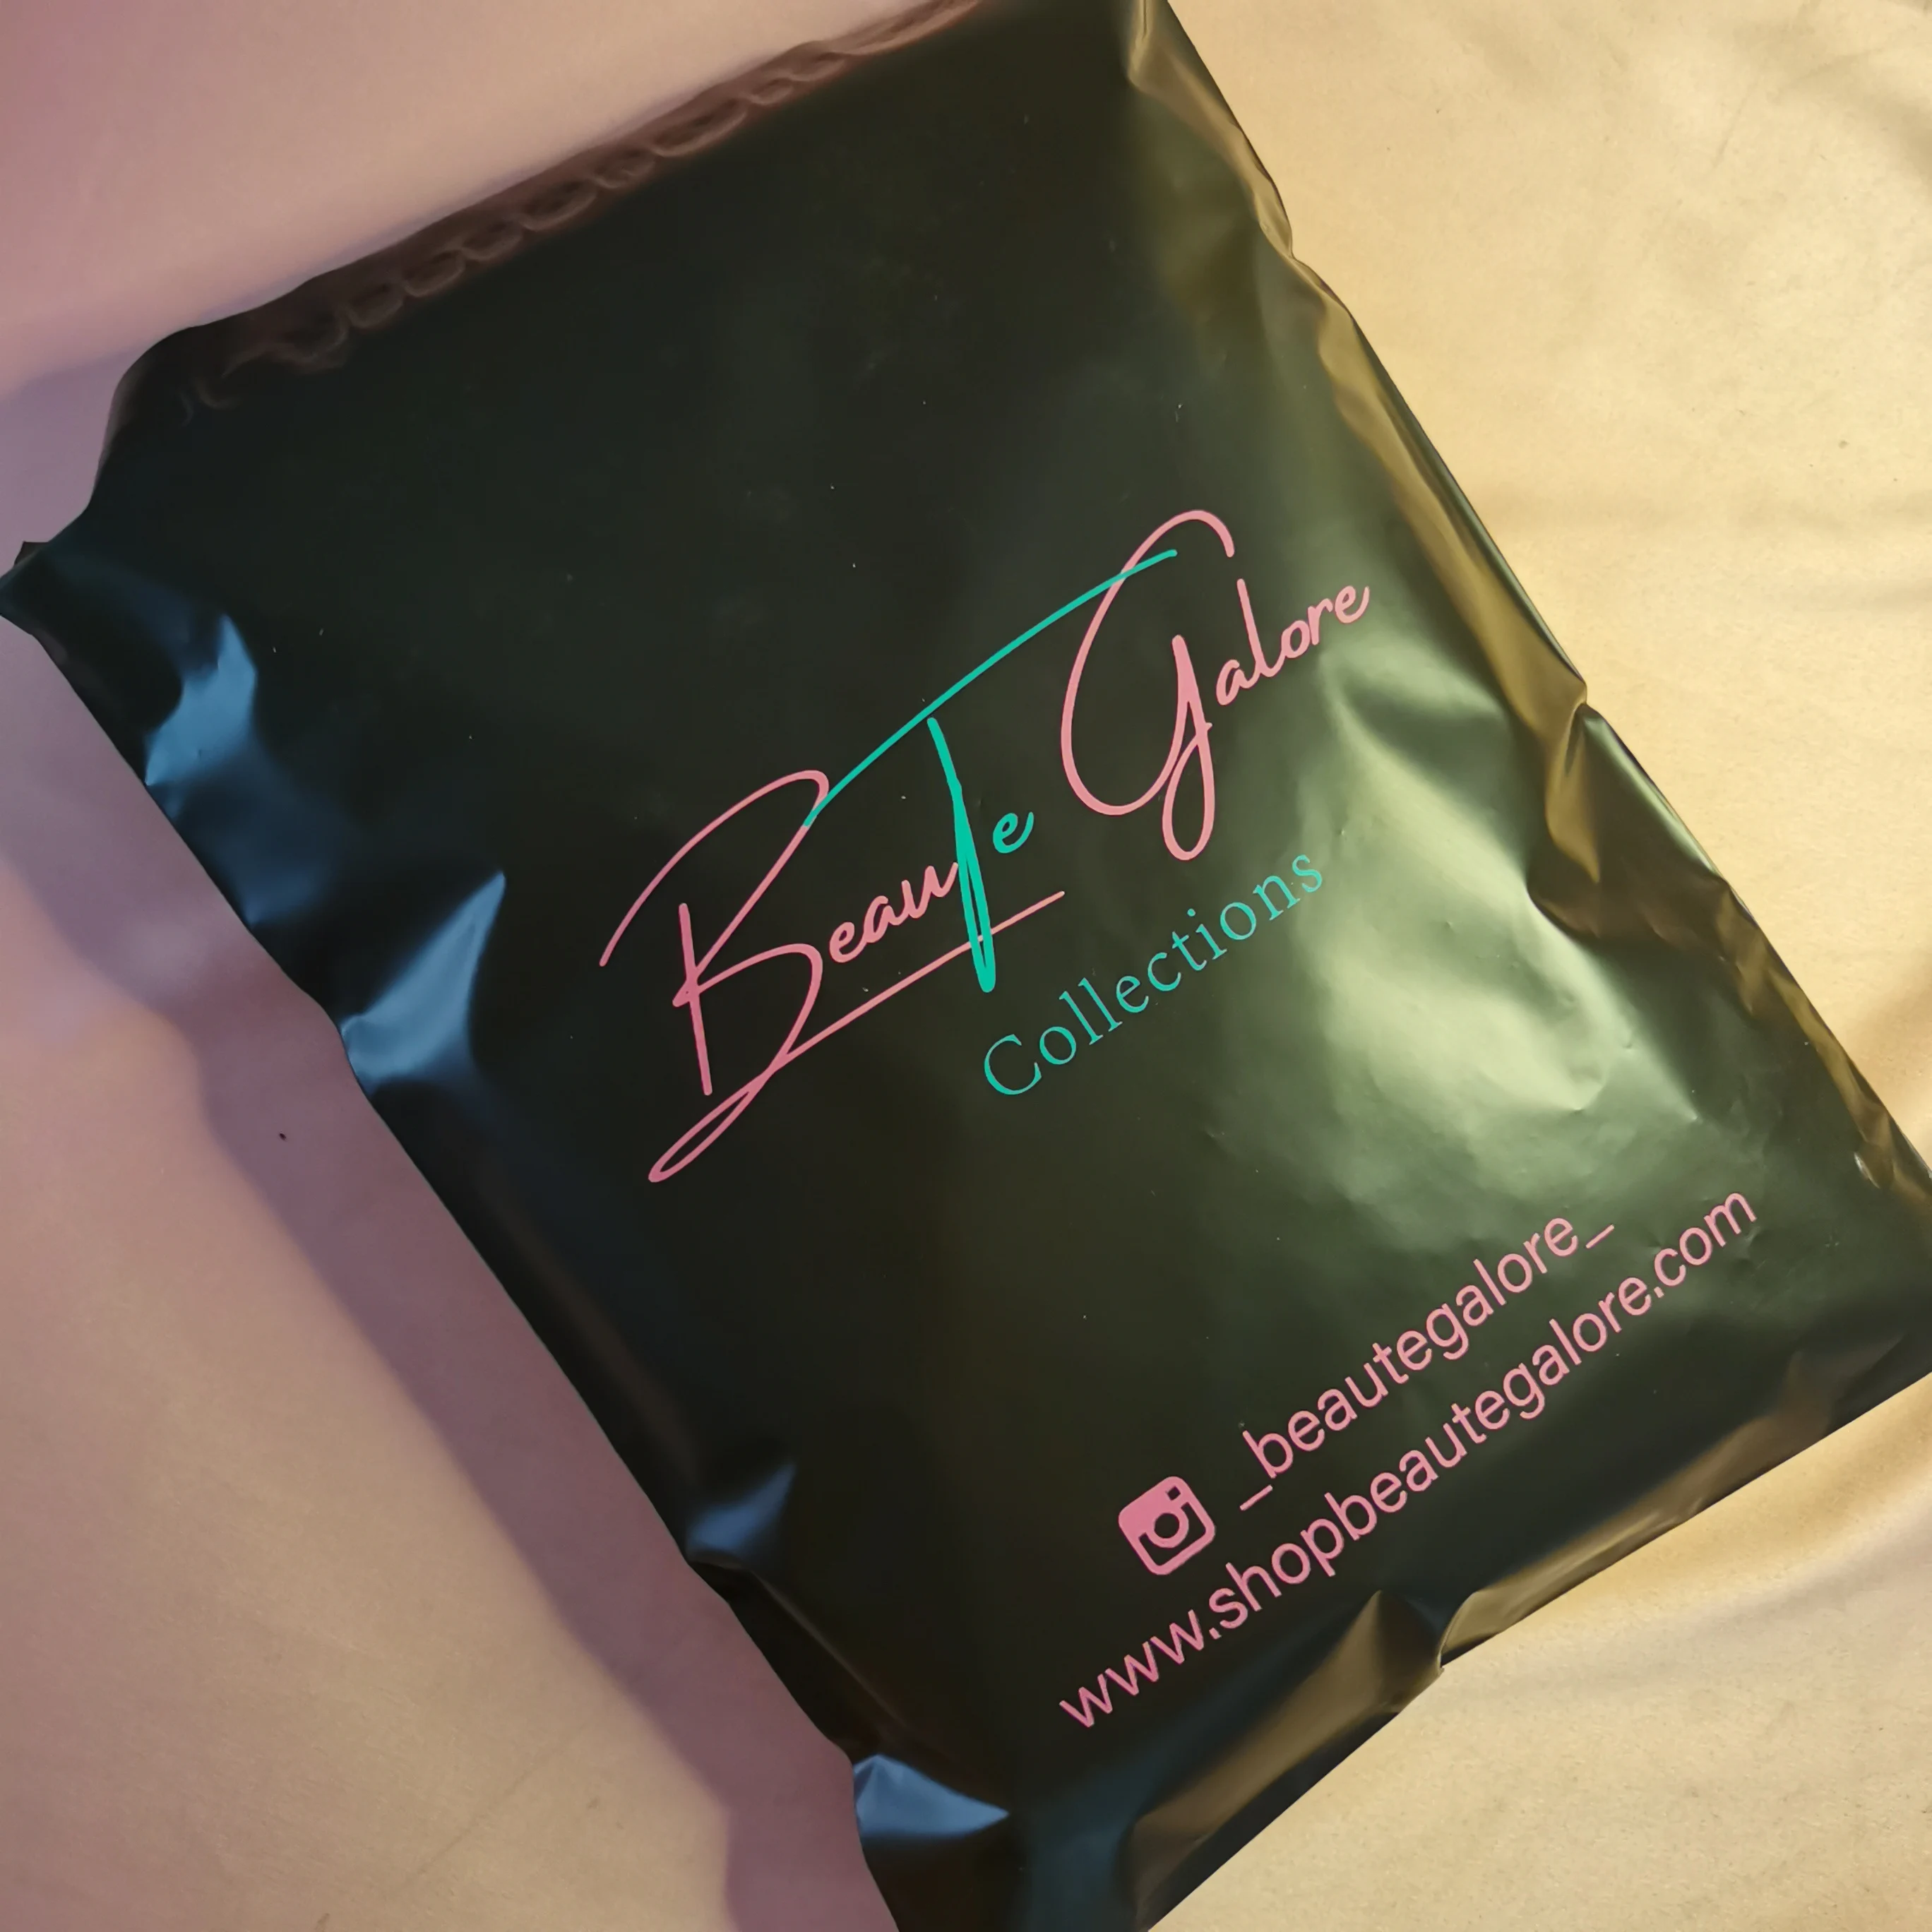 BeauTe Galore
Collections
_beautegalore_
www.shopbeautegalore.com